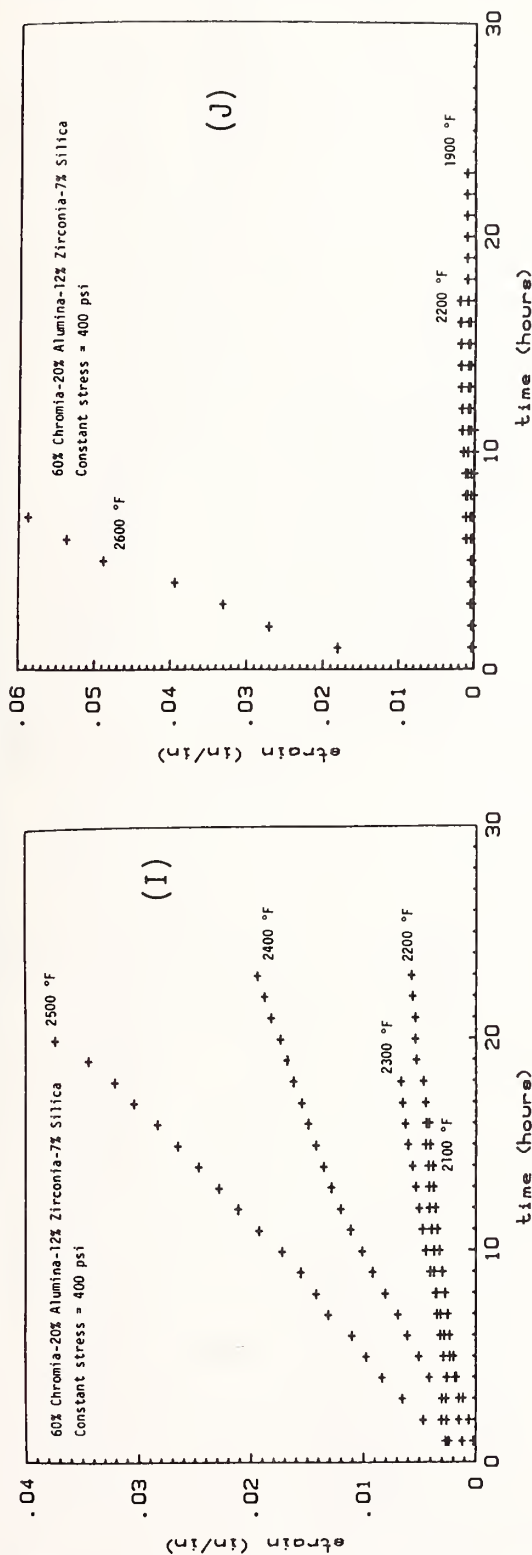 60% Chromia-20% Alumina-12% Zirconia-7% Silica
Constant stress = 400 psi
(I)
2500 °F
2400 °F
2300 °F
2200 °F
2100 °F
.04
.03
.02
.01
0
strain (in/in)
0
10
20
30
time (hours)
60% Chromia-20% Alumina-12% Zirconia-7% Silica
Constant stress = 400 psi
(J)
2600 °F
2200 °F
1900 °F
.06
.05
.04
.03
.02
.01
0
strain (in/in)
0
10
20
30
time (hours)